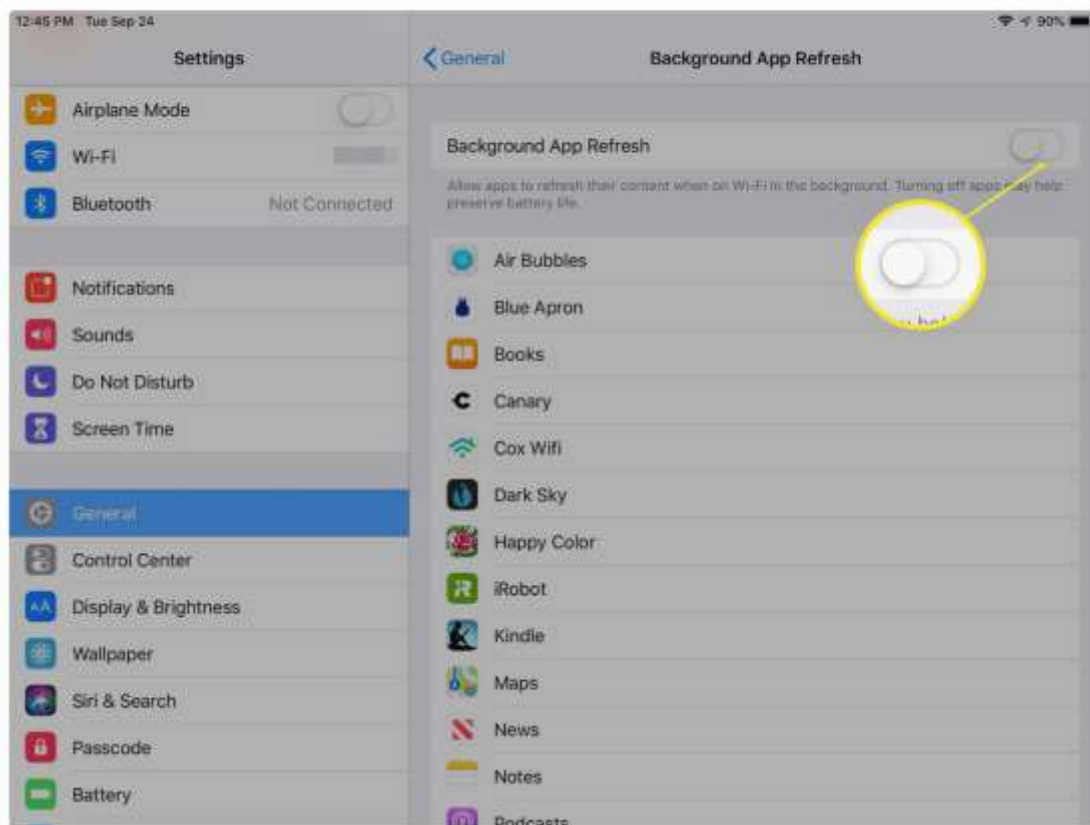 12:45 PM Tue Sep 24
90%
Settings
Airplane Mode
Wi-Fi
Bluetooth
Not Connected
Notifications
Sounds
Do Not Disturb
Screen Time
General
Control Center
Display & Brightness
Wallpaper
Siri & Search
Passcode
Battery
General
Background App Refresh
Background App Refresh
Allow apps to refresh their content when on Wi-Fi in the background. Turning off apps may help
preserve battery life.
Air Bubbles
Blue Apron
Books
Canary
Cox Wifi
Dark Sky
Happy Color
iRobot
Kindle
Maps
News
Notes
Podcasts